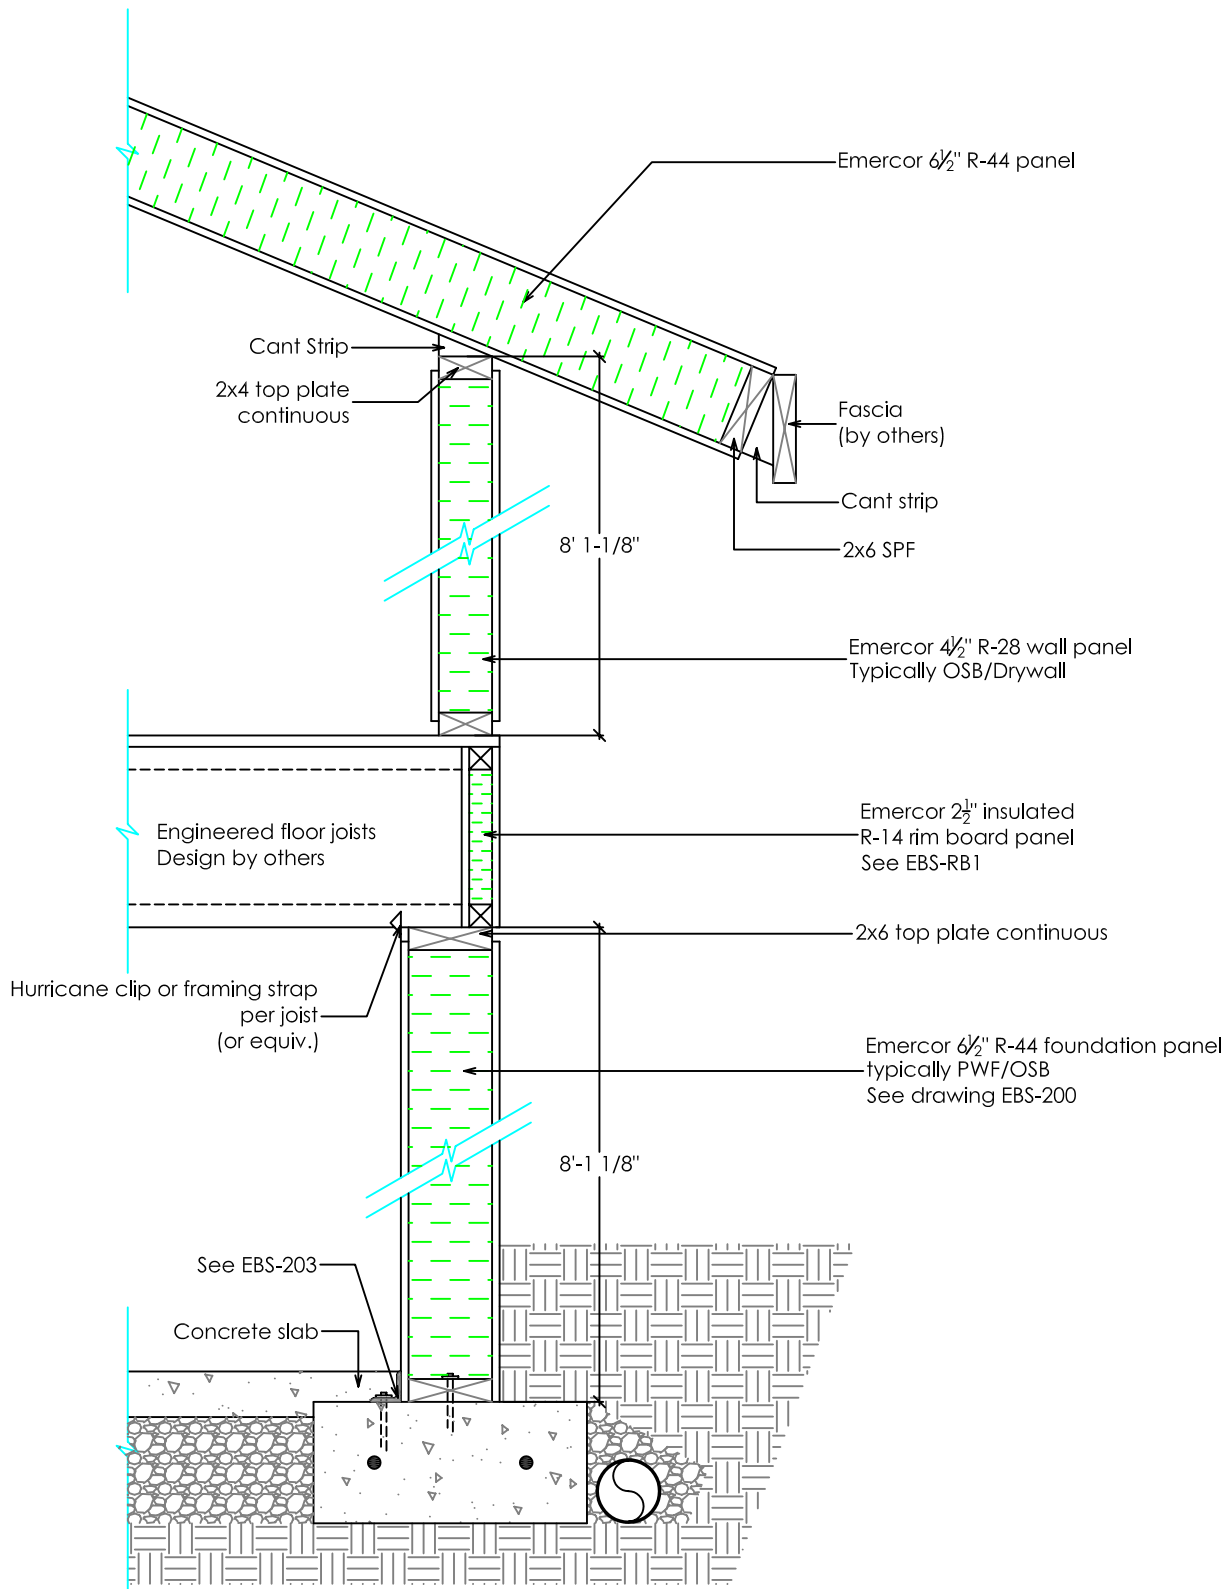 Emercor 6½" R-44 panel
Cant Strip
2x4 top plate
continuous
Fascia
(by others)
Cant strip
2x6 SPF
8' 1-1/8"
Emercor 4½" R-28 wall panel
Typically OSB/Drywall
Engineered floor joists
Design by others
Emercor 2½" insulated
R-14 rim board panel
See EBS-RB1
2x6 top plate continuous
Hurricane clip or framing strap
per joist
(or equiv.)
Emercor 6½" R-44 foundation panel
typically PWF/OSB
See drawing EBS-200
8'-1 1/8"
See EBS-203
Concrete slab